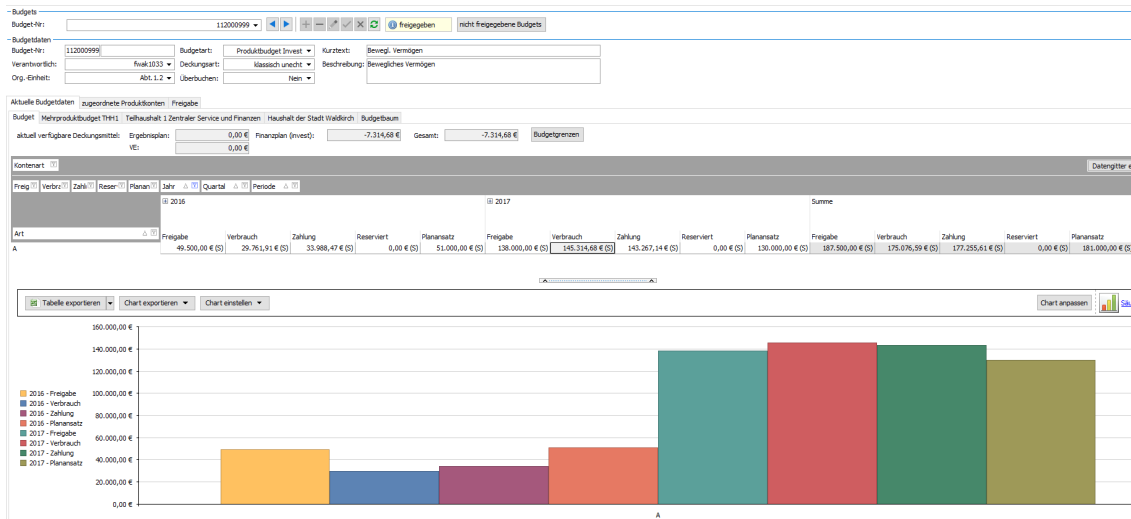 Budgets
Budget-Nr: 112000999 freigegeben nicht freigegebene Budgets
Budgetdaten
Budget-Nr: 112000999 Budgetart: Produktbudget Invest Kurztext: Bewegl. Vermögen
Verantwortlich: fwak1033 Deckungsart: klassisch unecht Beschreibung: Bewegliches Vermögen
Org.-Einheit: Abt.1.2 Überbuchen: Nein
Aktuelle Budgetdaten zugeordnete Produktkonten Freigabe
Budget Mehrproduktbudget THH1 Teilhaushalt 1 Zentraler Service und Finanzen Haushalt der Stadt Waldkirch Budgetbaum
aktuell verfügbare Deckungsmittel: Ergebnisplan: 0,00 € Finanzplan (invest): -7.314,68 € Gesamt: -7.314,68 € Budgetgrenzen
VE: 0,00 €
Kontenart Datengitter
Freig Verbra Zahl Reser Planan Jahr Quartal Periode
2016 2017 Summe
Art Freigabe Verbrauch Zahlung Reserviert Planansatz Freigabe Verbrauch Zahlung Reserviert Planansatz Freigabe Verbrauch Zahlung Reserviert Planansatz
A 49.500,00 € (S) 29.761,91 € (S) 33.988,47 € (S) 0,00 € (S) 51.000,00 € (S) 138.000,00 € (S) 145.314,68 € (S) 143.267,14 € (S) 0,00 € (S) 130.000,00 € (S) 187.500,00 € (S) 175.076,59 € (S) 177.255,61 € (S) 0,00 € (S) 181.000,00 € (S)
Tabelle exportieren Chart exportieren Chart einstellen Chart anpassen Säu
160.000,00 €
140.000,00 €
120.000,00 €
100.000,00 €
80.000,00 €
60.000,00 €
40.000,00 €
20.000,00 €
0,00 €
2016 - Freigabe
2016 - Verbrauch
2016 - Zahlung
2016 - Planansatz
2017 - Freigabe
2017 - Verbrauch
2017 - Zahlung
2017 - Planansatz
A